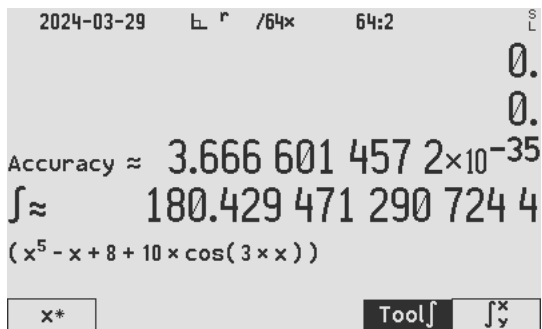 2024-03-29 ㄴ r /64× 64:2 S L
0.
0.
Accuracy ≈ 3.666 601 457 2×10⁻³⁵
∫≈ 180.429 471 290 724 4
(x⁵-x+8+10×cos(3×x))
x* Tool∫ ∫ˣᵧ